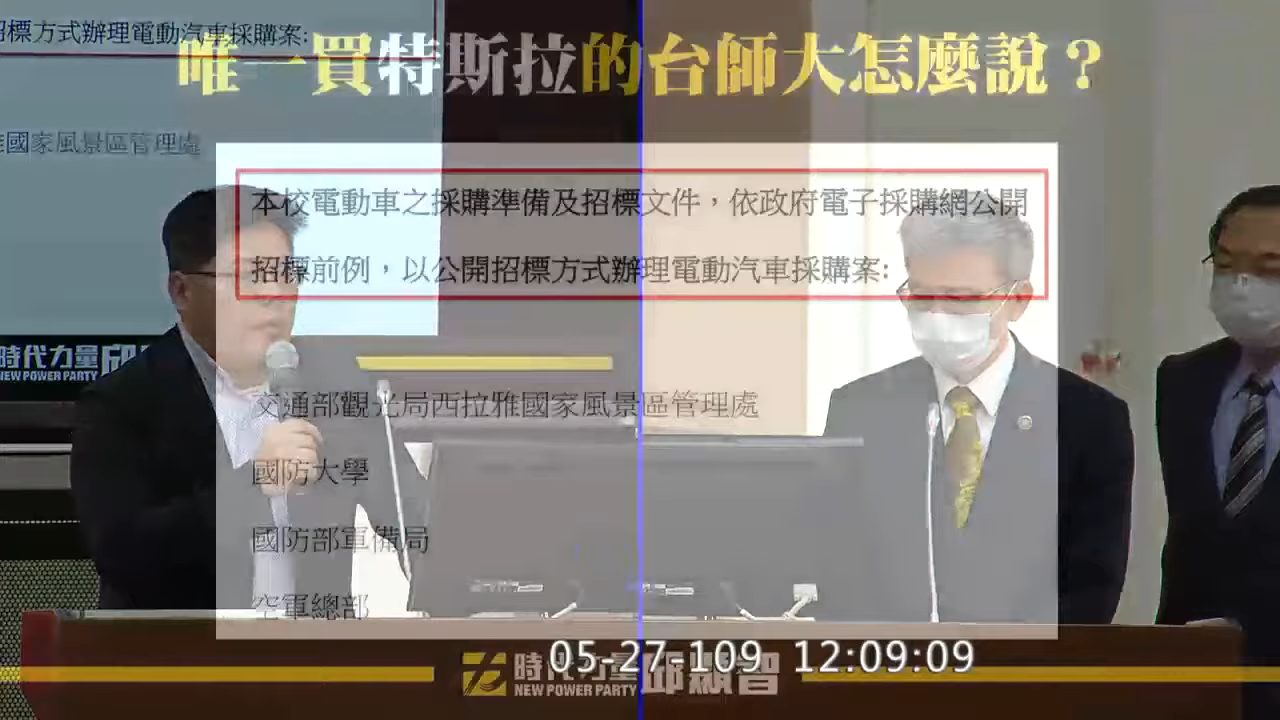 招標方式辦理電動汽車採購案:
唯一買特斯拉的台師大怎麼說？
雅國家風景區管理處
本校電動車之採購準備及招標文件，依政府電子採購網公開
招標前例，以公開招標方式辦理電動汽車採購案:
時代力量
NEW POWER PARTY
交通部觀光局西拉雅國家風景區管理處
國防大學
國防部軍備局
空軍總部
05-27-109 12:09:09
時代力量 邱顯智
NEW POWER PARTY